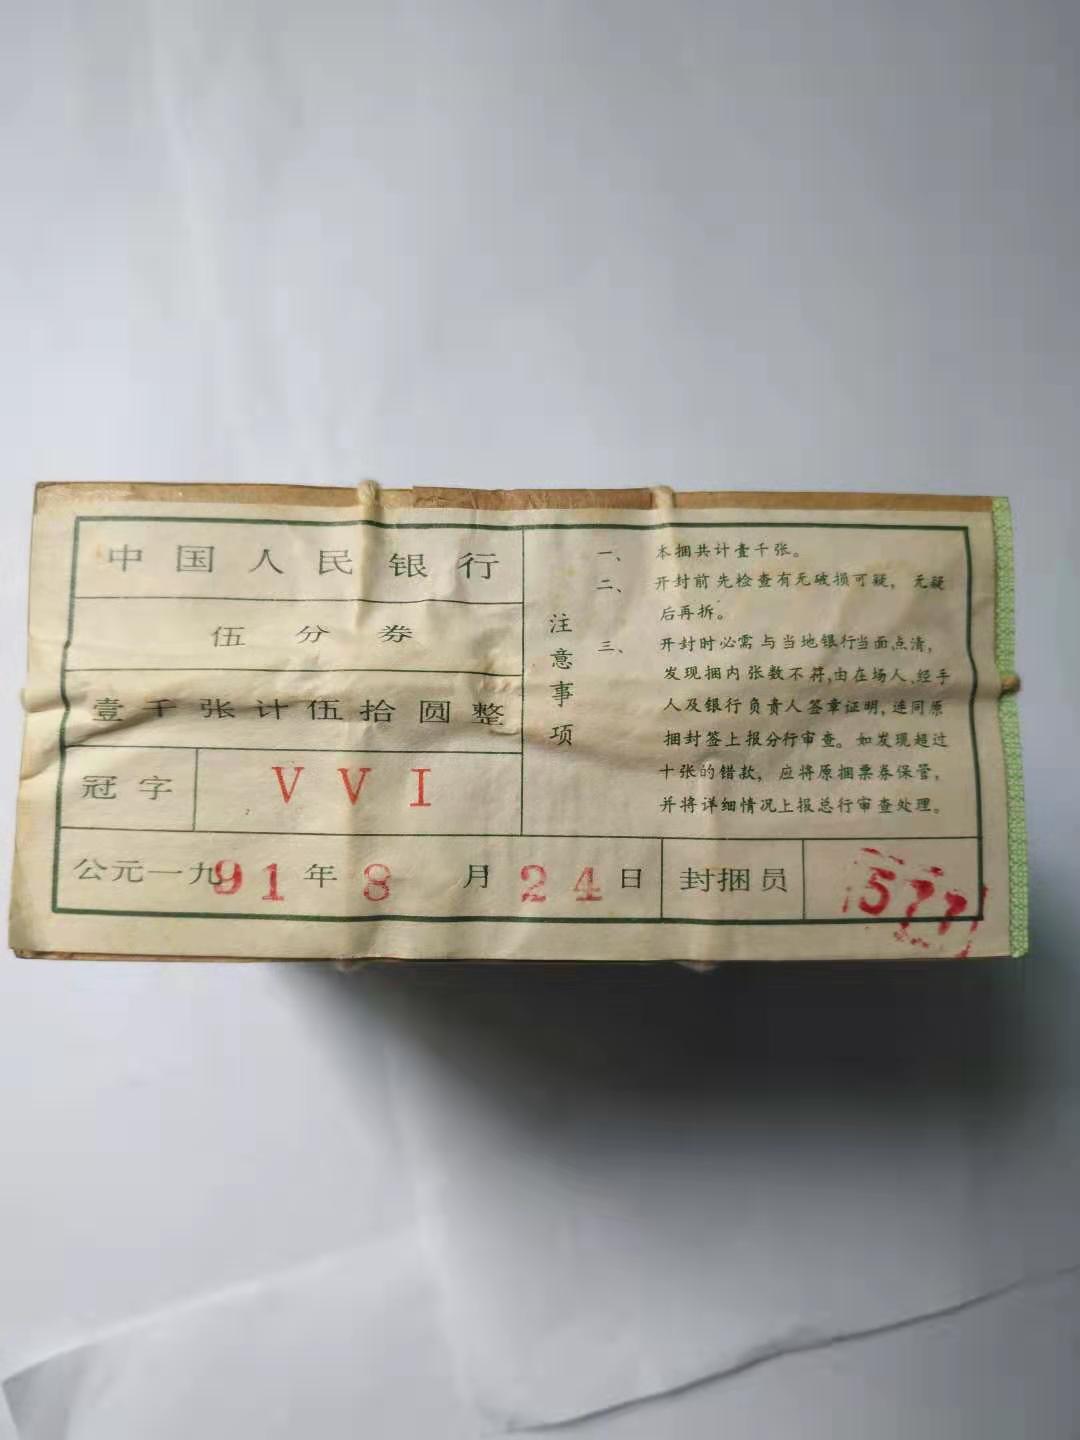 中国人民银行
伍分券
壹千张计伍拾圆整
冠字 VVI
注意事项
一、本捆共计壹千张。
二、开封前先检查有无破损可疑，无疑
后再拆。
三、开封时必需与当地银行当面点清，
发现捆内张数不符，由在场人、经手
人及银行负责人签章证明，连同原
捆封签上报分行审查。如发现超过
十张的错款，应将原捆票券保管，
并将详细情况上报总行审查处理。
公元一九91年8月24日 封捆员 577